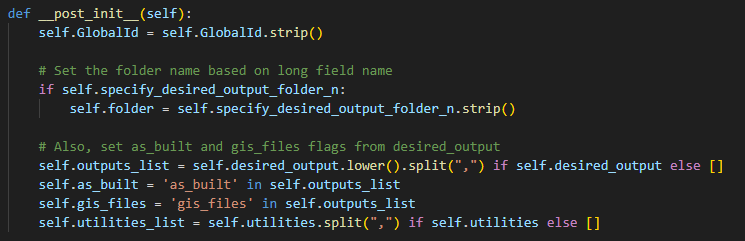 def __post_init__(self):
    self.GlobalId = self.GlobalId.strip()

    # Set the folder name based on long field name
    if self.specify_desired_output_folder_n:
        self.folder = self.specify_desired_output_folder_n.strip()

    # Also, set as_built and gis_files flags from desired_output
    self.outputs_list = self.desired_output.lower().split(",") if self.desired_output else []
    self.as_built = 'as_built' in self.outputs_list
    self.gis_files = 'gis_files' in self.outputs_list
    self.utilities_list = self.utilities.split(",") if self.utilities else []